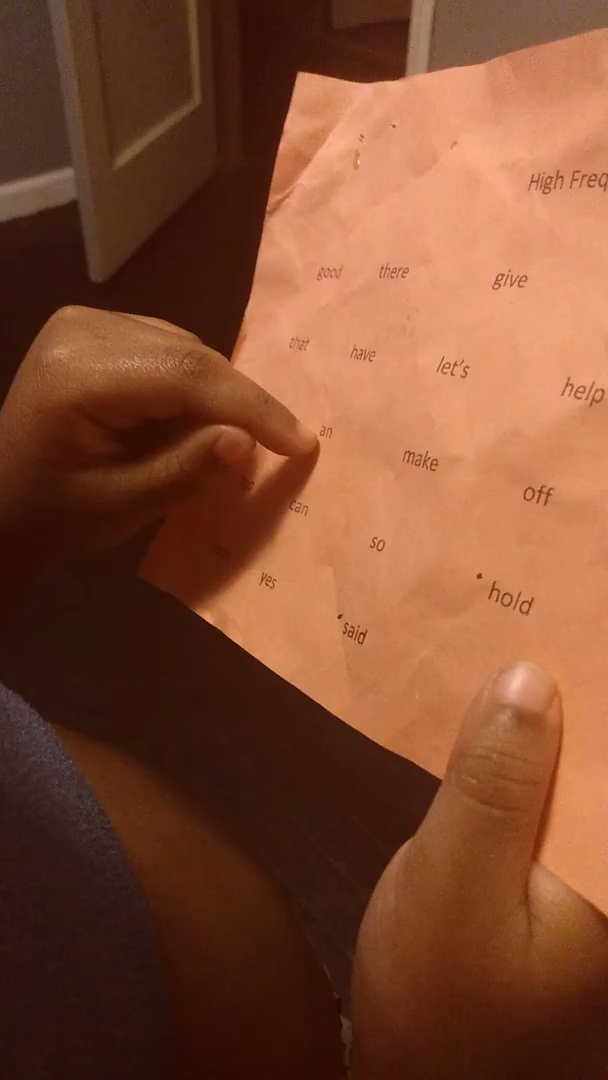 High Freq
good there give
that have let's help
an make off
can so hold
yes said